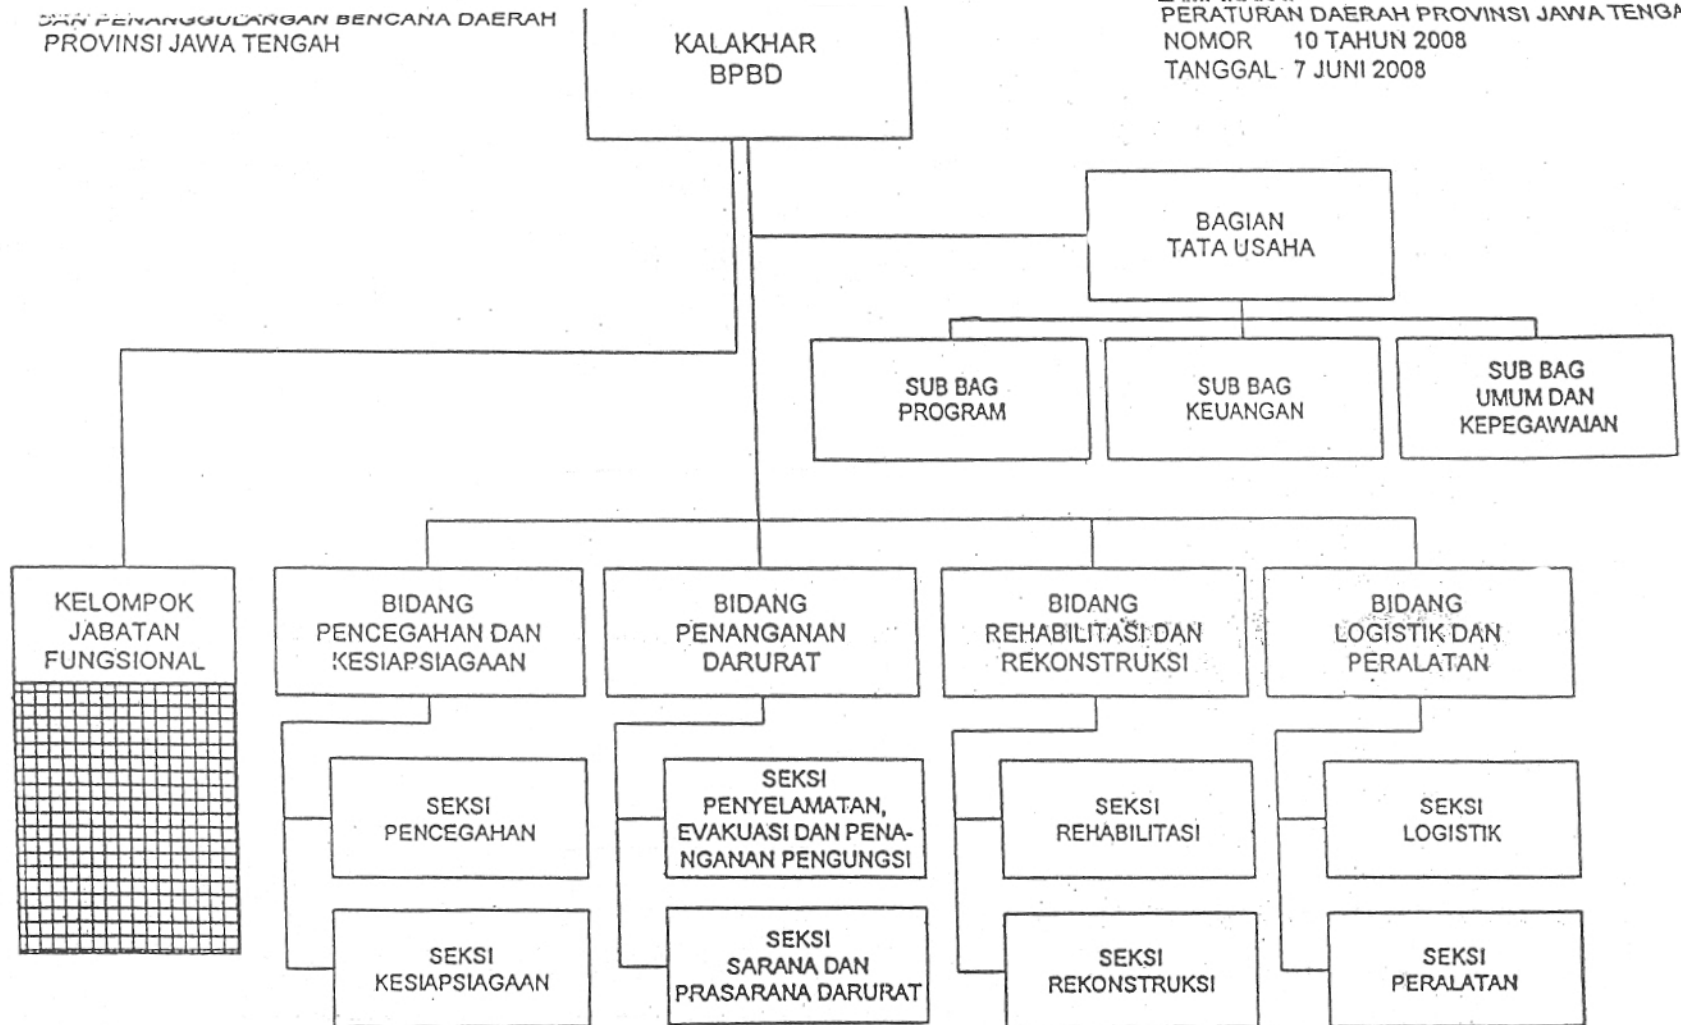 DAN PENANGGULANGAN BENCANA DAERAH
PROVINSI JAWA TENGAH
PERATURAN DAERAH PROVINSI JAWA TENGA
NOMOR 10 TAHUN 2008
TANGGAL 7 JUNI 2008
KALAKHAR
BPBD
BAGIAN
TATA USAHA
SUB BAG
PROGRAM
SUB BAG
KEUANGAN
SUB BAG
UMUM DAN
KEPEGAWAIAN
KELOMPOK
JABATAN
FUNGSIONAL
BIDANG
PENCEGAHAN DAN
KESIAPSIAGAAN
BIDANG
PENANGANAN
DARURAT
BIDANG
REHABILITASI DAN
REKONSTRUKSI
BIDANG
LOGISTIK DAN
PERALATAN
SEKSI
PENCEGAHAN
SEKSI
PENYELAMATAN,
EVAKUASI DAN PENA-
NGANAN PENGUNGSI
SEKSI
REHABILITASI
SEKSI
LOGISTIK
SEKSI
KESIAPSIAGAAN
SEKSI
SARANA DAN
PRASARANA DARURAT
SEKSI
REKONSTRUKSI
SEKSI
PERALATAN